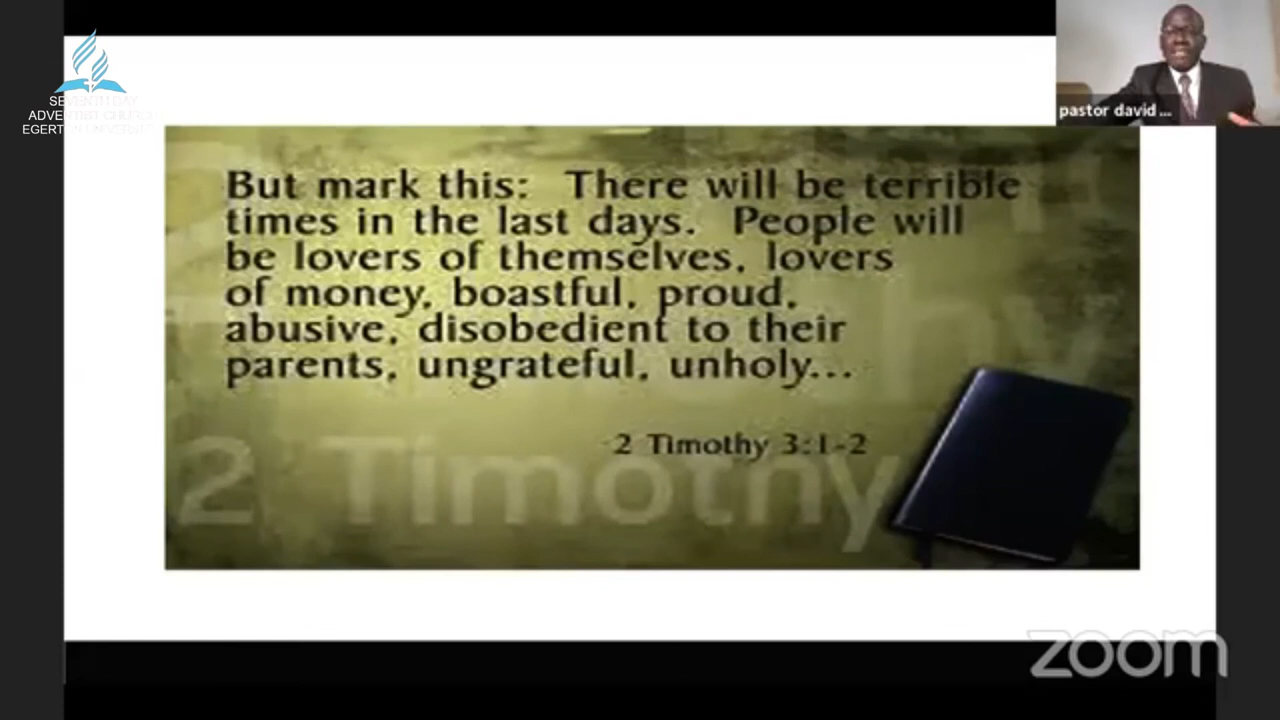 SEVENTH DAY
ADVENTIST CHURCH
EGERTON UNIVERSITY
pastor david ...
But mark this: There will be terrible
times in the last days. People will
be lovers of themselves, lovers
of money, boastful, proud,
abusive, disobedient to their
parents, ungrateful, unholy...
2 Timothy 3:1-2
2 Timothy
zoom